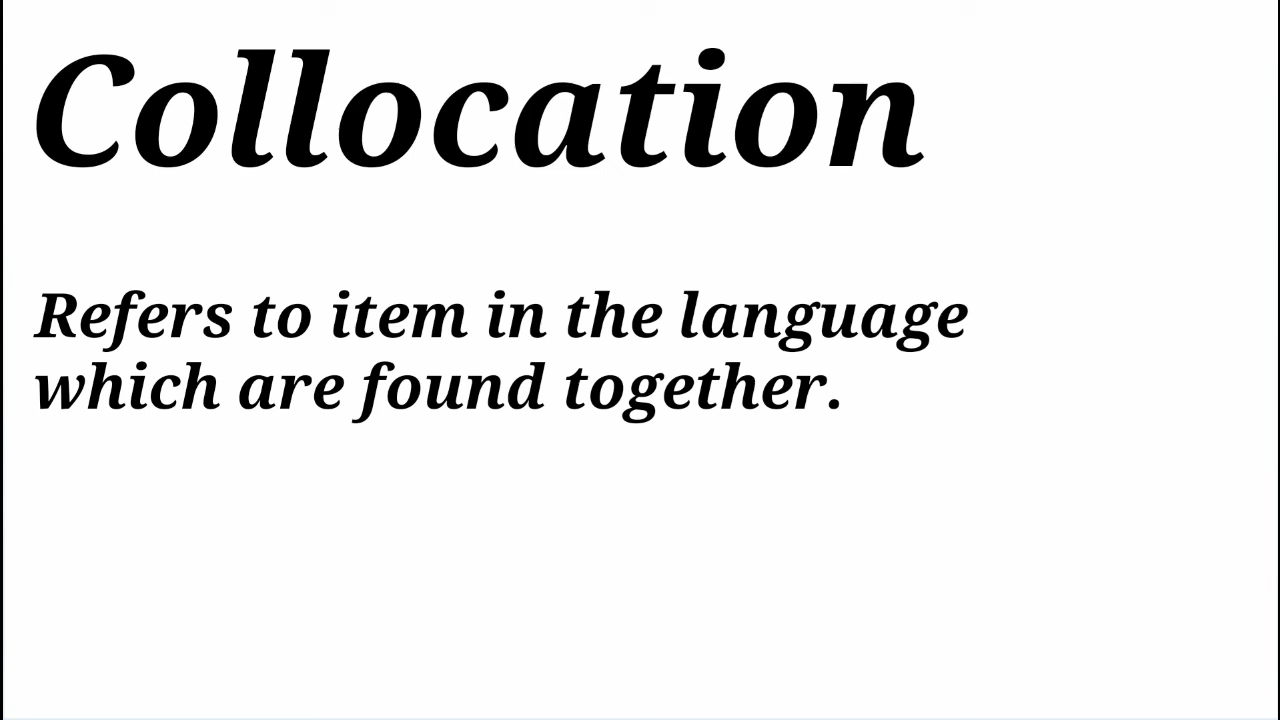 Collocation
Refers to item in the language
which are found together.